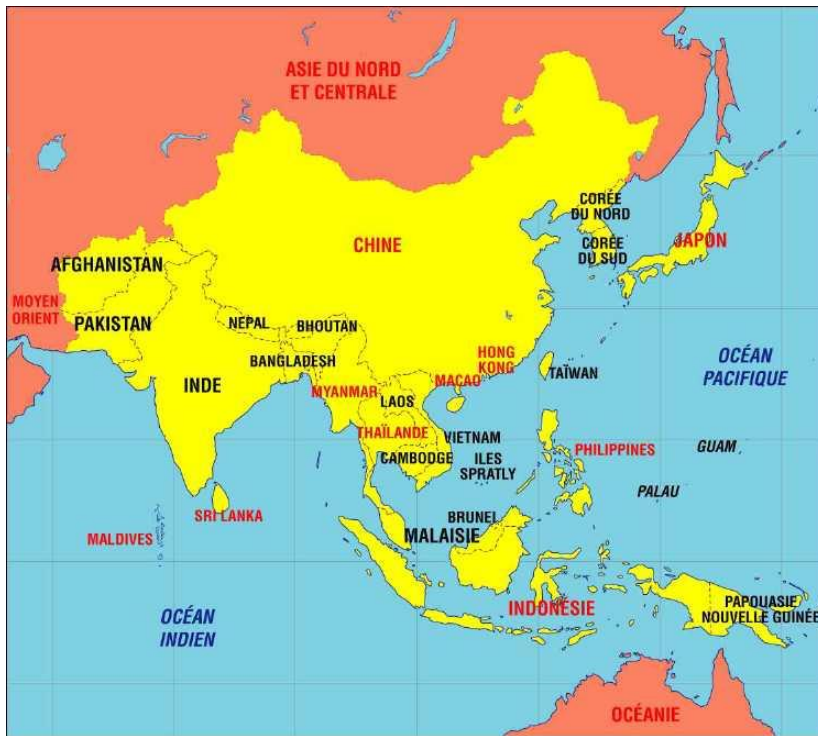 ASIE DU NORD
ET CENTRALE
CORÉE
DU NORD
CHINE
CORÉE
DU SUD
JAPON
AFGHANISTAN
MOYEN
ORIENT
PAKISTAN
NEPAL
BHOUTAN
BANGLADESH
HONG
KONG
OCÉAN
PACIFIQUE
INDE
MYANMAR
MACAO
TAÏWAN
LAOS
THAÏLANDE
VIETNAM
CAMBODGE
ILES
SPRATLY
PHILIPPINES
GUAM
PALAU
SRI LANKA
MALDIVES
BRUNEI
MALAISIE
OCÉAN
INDIEN
INDONÉSIE
PAPOUASIE
NOUVELLE GUINÉE
OCÉANIE